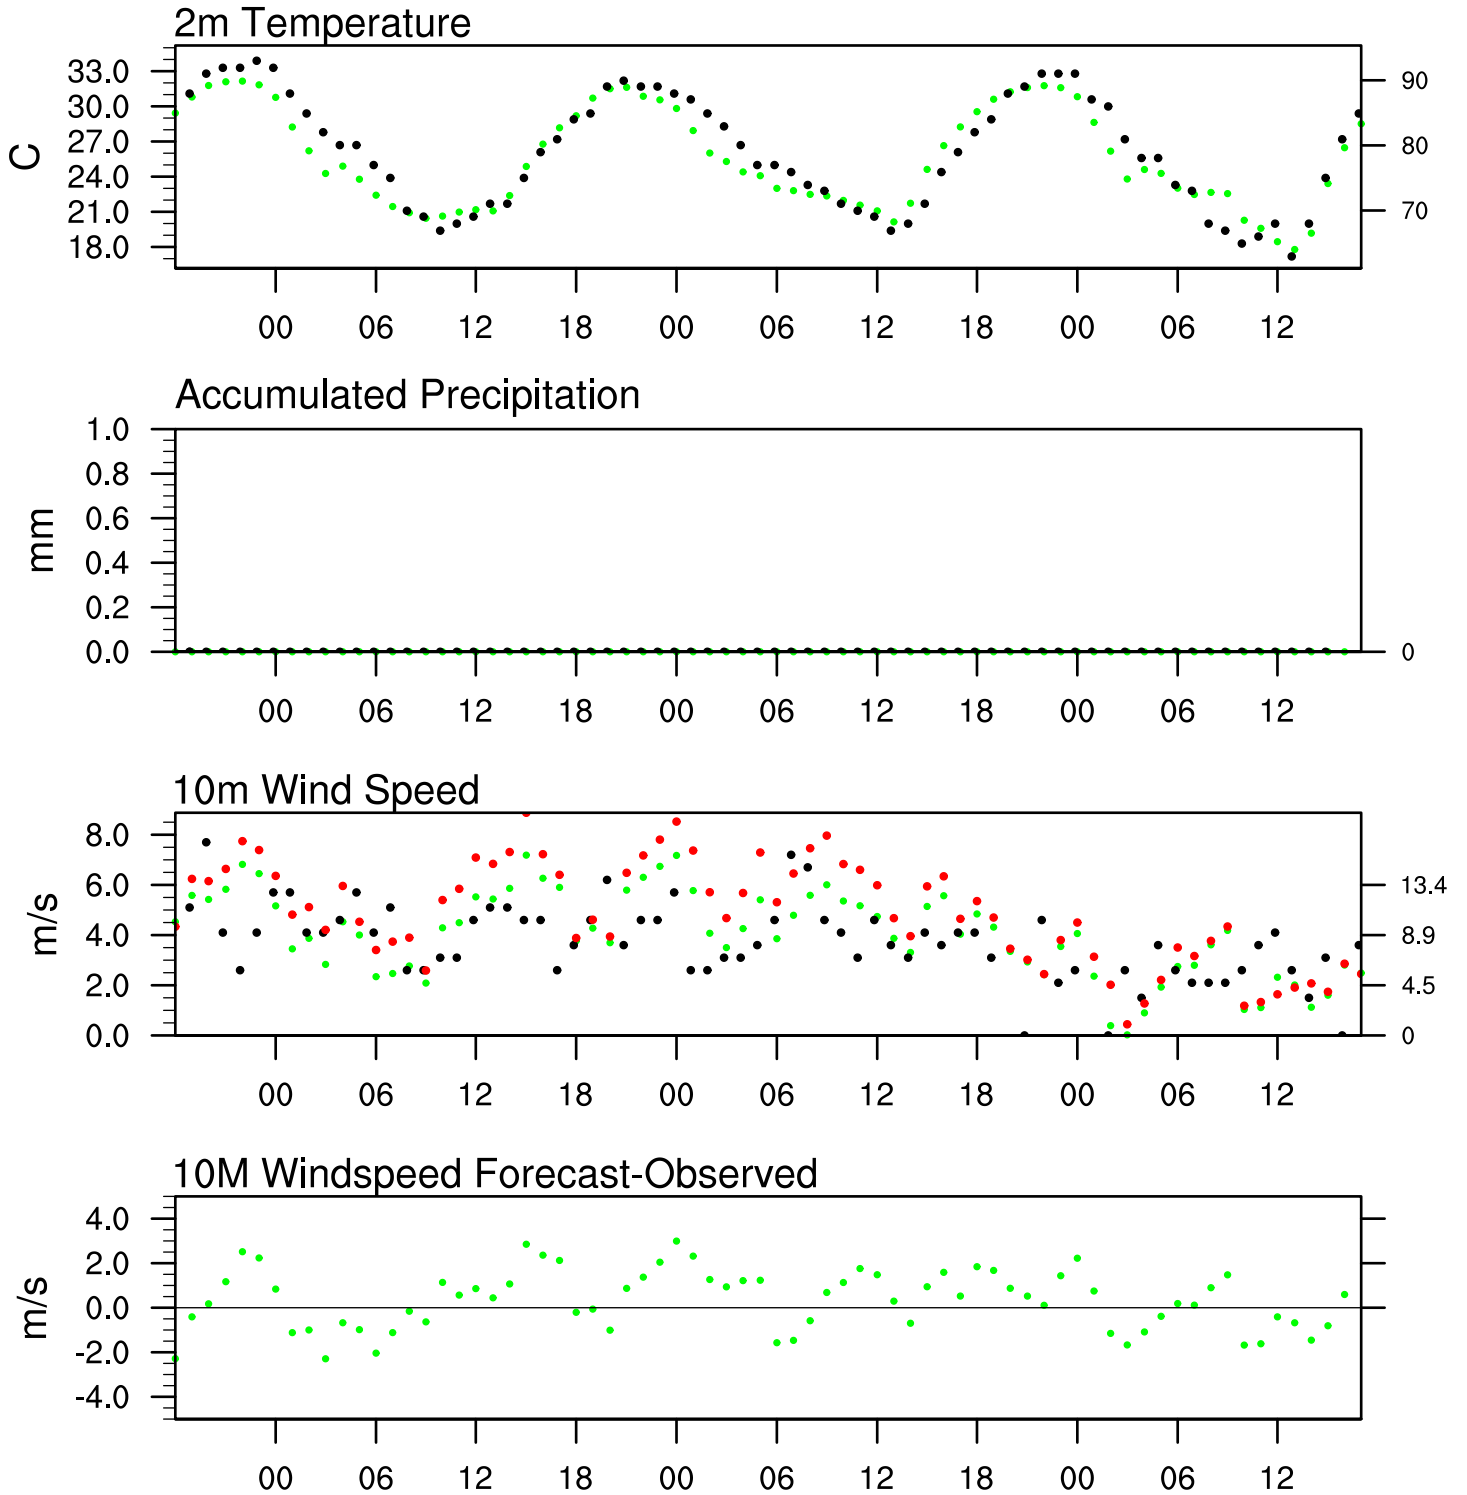 2m Temperature
33.0
30.0
27.0
24.0
21.0
18.0
C
90
80
70
00 06 12 18 00 06 12 18 00 06 12
Accumulated Precipitation
1.0
0.8
0.6
0.4
0.2
0.0
mm
0
00 06 12 18 00 06 12 18 00 06 12
10m Wind Speed
8.0
6.0
4.0
2.0
0.0
m/s
13.4
8.9
4.5
0
00 06 12 18 00 06 12 18 00 06 12
10M Windspeed Forecast-Observed
4.0
2.0
0.0
-2.0
-4.0
m/s
00 06 12 18 00 06 12 18 00 06 12